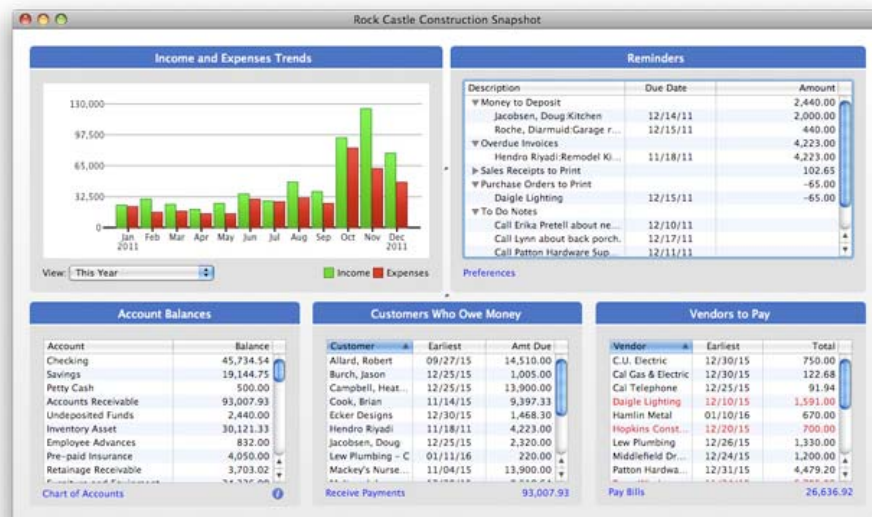 Rock Castle Construction Snapshot
Income and Expenses Trends
130,000
97,500
65,000
32,500
0
Jan Feb Mar Apr May Jun Jul Aug Sep Oct Nov Dec
2011 2011
View: This Year
Income Expenses
Reminders
Description Due Date Amount
Money to Deposit 2,440.00
Jacobsen, Doug:Kitchen 12/14/11 2,000.00
Roche, Diarmuid:Garage r... 12/15/11 440.00
Overdue Invoices 4,223.00
Hendro Riyadi:Remodel Ki... 11/18/11 4,223.00
Sales Receipts to Print 102.65
Purchase Orders to Print -65.00
Daigle Lighting 12/15/11 -65.00
To Do Notes
Call Erika Pretell about ne... 12/10/11
Call Lynn about back porch. 12/17/11
Call Patton Hardware Sup... 12/11/11
Preferences
Account Balances
Account Balance
Checking 45,734.54
Savings 19,144.75
Petty Cash 500.00
Accounts Receivable 93,007.93
Undeposited Funds 2,440.00
Inventory Asset 30,121.33
Employee Advances 832.00
Pre-paid Insurance 4,050.00
Retainage Receivable 3,703.02
Chart of Accounts
Customers Who Owe Money
Customer Earliest Amt Due
Allard, Robert 09/27/15 14,510.00
Burch, Jason 12/25/15 1,005.00
Campbell, Heat... 12/25/15 13,900.00
Cook, Brian 11/14/15 9,397.33
Ecker Designs 12/30/15 1,468.30
Hendro Riyadi 11/18/11 4,223.00
Jacobsen, Doug 12/25/15 2,320.00
Lew Plumbing - C 01/11/16 220.00
Mackey's Nurse... 11/04/15 13,900.00
Receive Payments 93,007.93
Vendors to Pay
Vendor Earliest Total
C.U. Electric 12/30/15 750.00
Cal Gas & Electric 12/30/15 122.68
Cal Telephone 12/25/15 91.94
Daigle Lighting 12/10/15 1,591.00
Hamlin Metal 01/10/16 670.00
Hopkins Const... 12/20/15 700.00
Lew Plumbing 12/26/15 1,330.00
Middlefield Dr... 12/24/15 1,200.00
Patton Hardwa... 12/31/15 4,479.20
Pay Bills 26,636.92